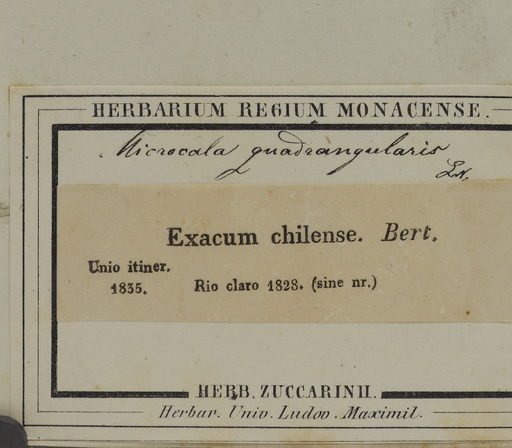 HERBARIUM REGIUM MONACENSE.
Microcala quadrangularis
Exacum chilense. Bert.
Unio itiner.
1835. Rio claro 1828. (sine nr.)
HERB. ZUCCARINII.
Herbar. Univ. Ludov. Maximil.